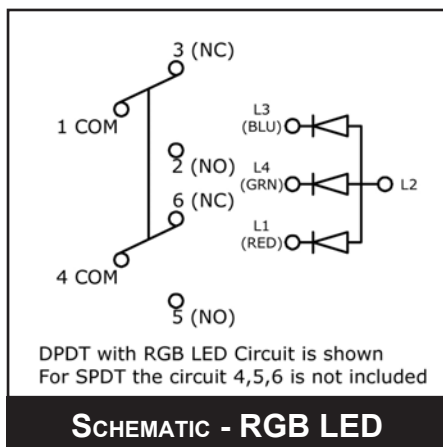 3 (NC)
1 COM
2 (NO)
6 (NC)
4 COM
5 (NO)
L3
(BLU)
L4
(GRN)
L2
L1
(RED)
DPDT with RGB LED Circuit is shown
For SPDT the circuit 4,5,6 is not included
SCHEMATIC - RGB LED